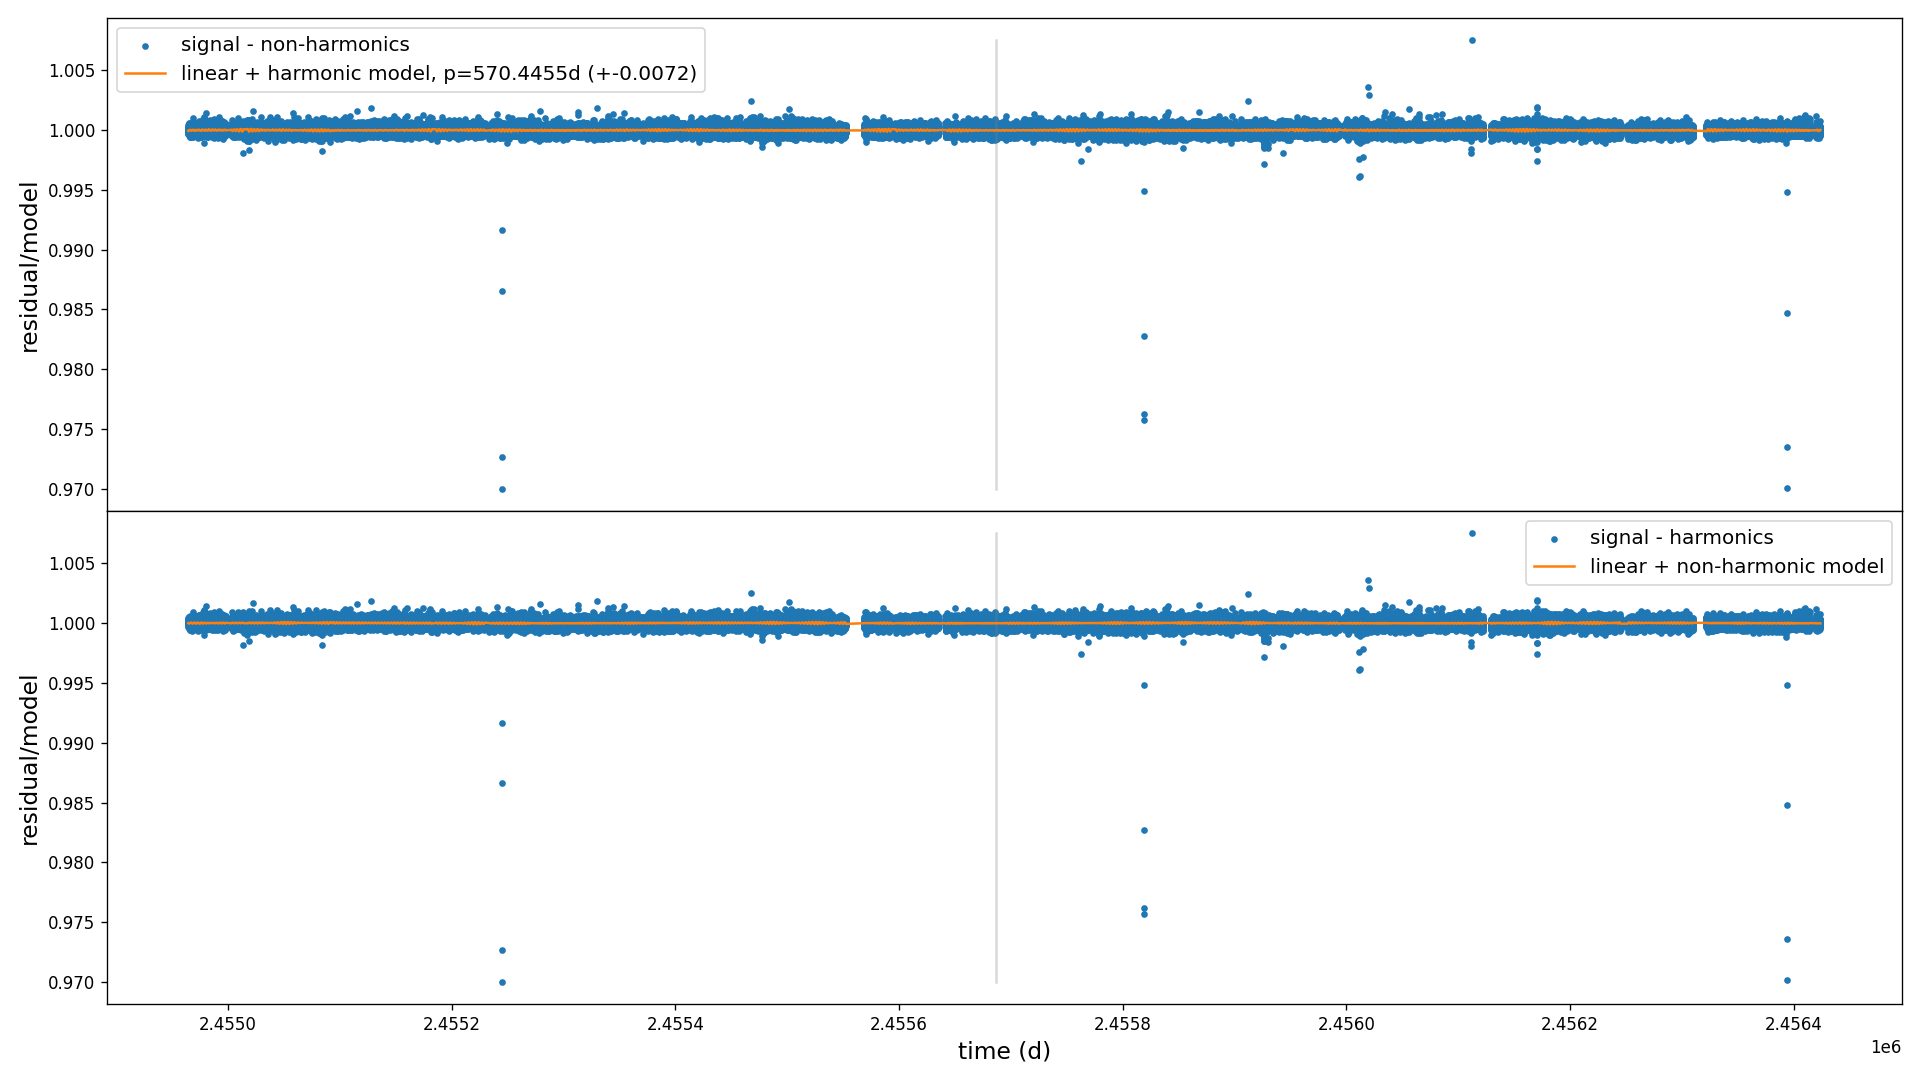 signal - non-harmonics
linear + harmonic model, p=570.4455d (+-0.0072)
residual/model
1.005
1.000
0.995
0.990
0.985
0.980
0.975
0.970
signal - harmonics
linear + non-harmonic model
residual/model
1.005
1.000
0.995
0.990
0.985
0.980
0.975
0.970
2.4550 2.4552 2.4554 2.4556 2.4558 2.4560 2.4562 2.4564
time (d)
1e6